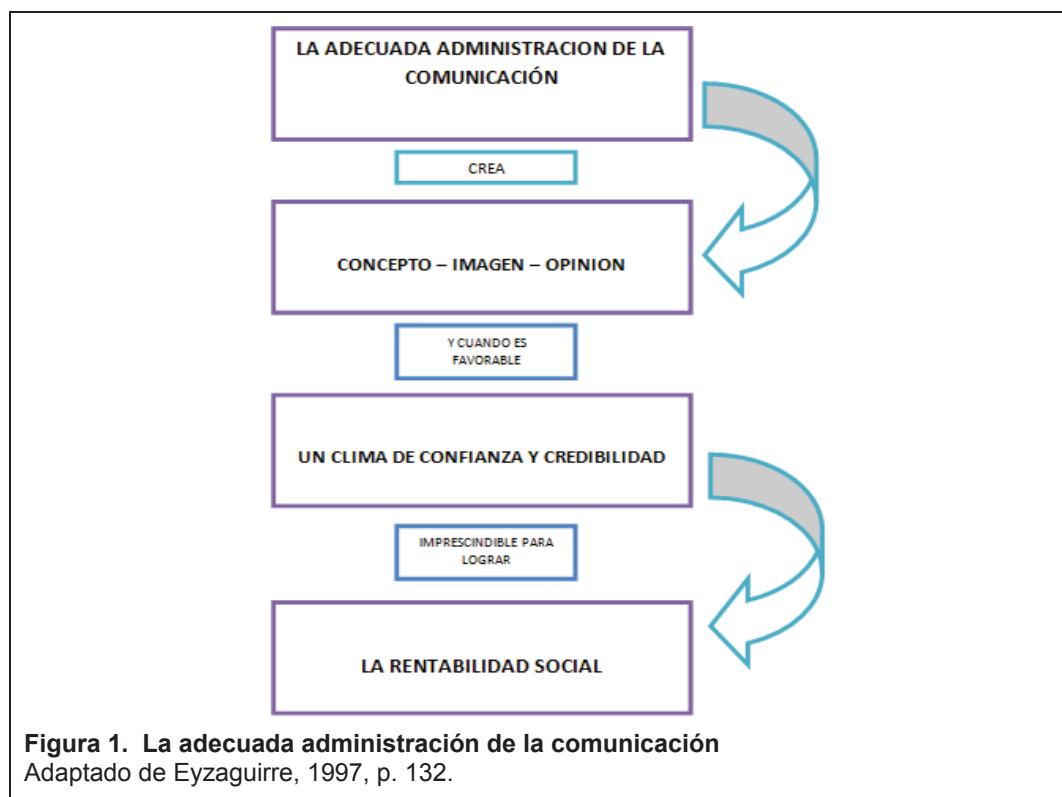 LA ADECUADA ADMINISTRACION DE LA
COMUNICACIÓN
CREA
CONCEPTO – IMAGEN – OPINION
Y CUANDO ES
FAVORABLE
UN CLIMA DE CONFIANZA Y CREDIBILIDAD
IMPRESCINDIBLE PARA
LOGRAR
LA RENTABILIDAD SOCIAL
Figura 1. La adecuada administración de la comunicación
Adaptado de Eyzaguirre, 1997, p. 132.